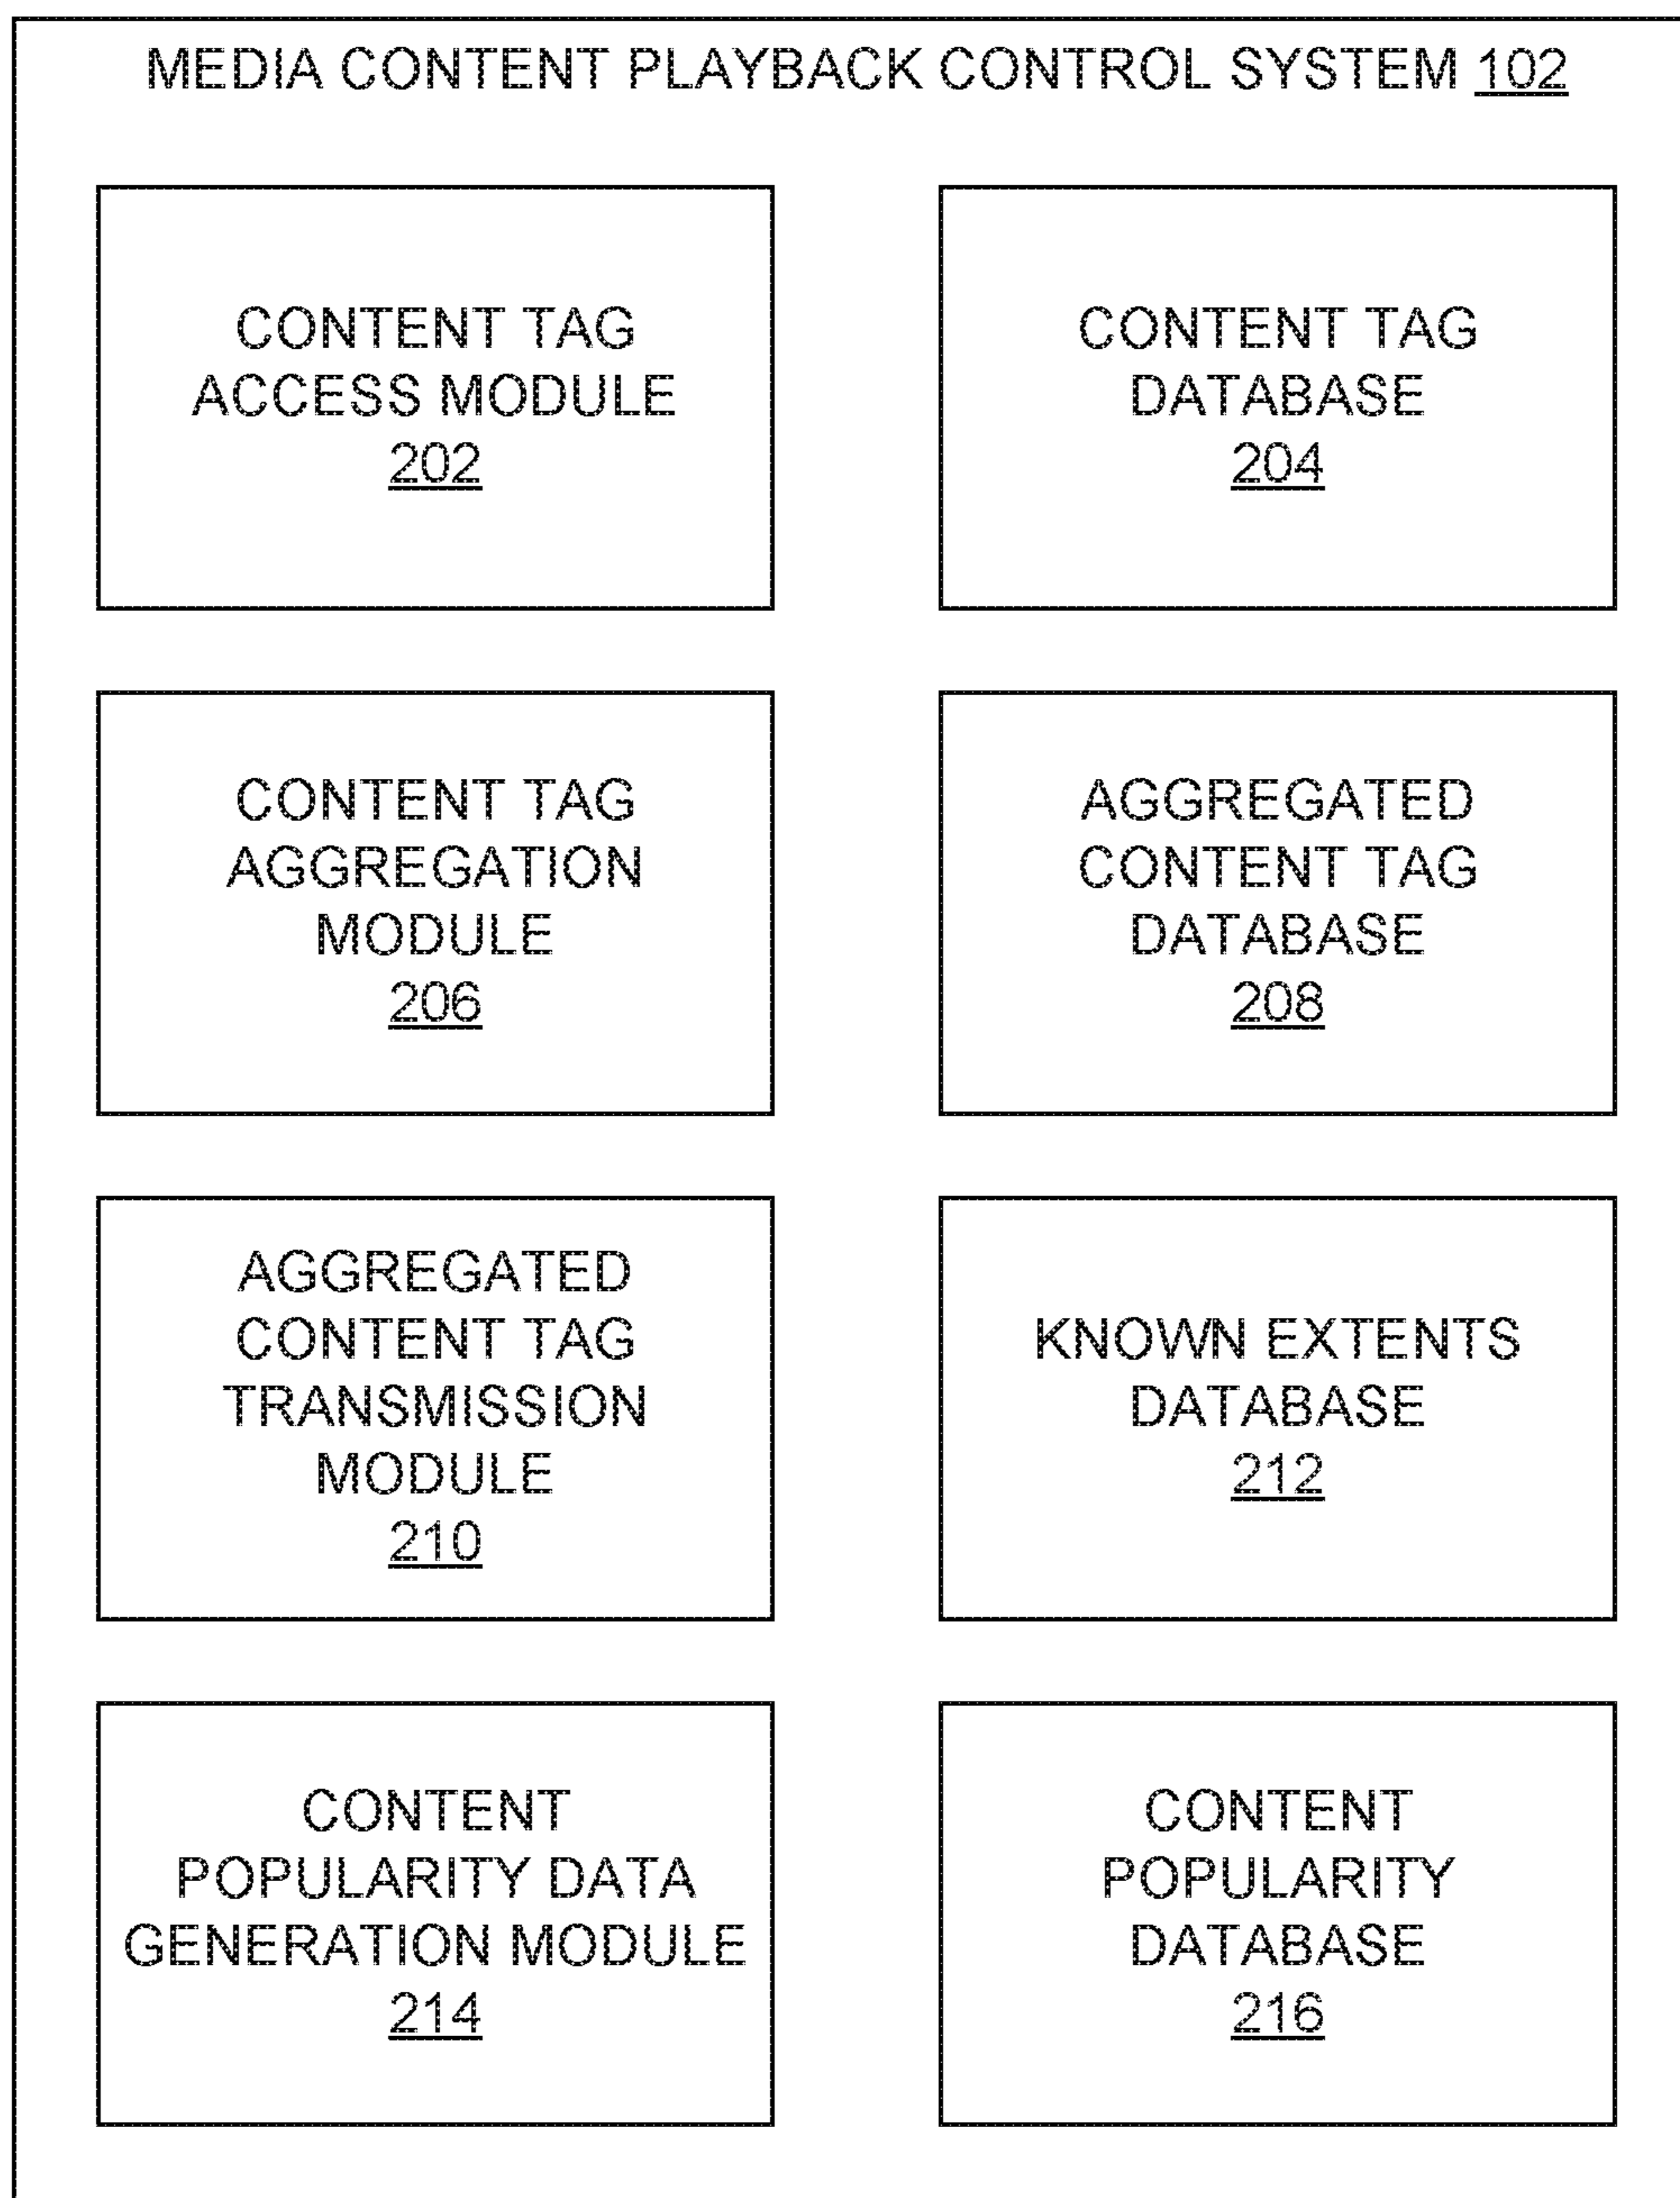 MEDIA CONTENT PLAYBACK CONTROL SYSTEM 102
CONTENT TAG
ACCESS MODULE
202
CONTENT TAG
DATABASE
204
CONTENT TAG
AGGREGATION
MODULE
206
AGGREGATED
CONTENT TAG
DATABASE
208
AGGREGATED
CONTENT TAG
TRANSMISSION
MODULE
210
KNOWN EXTENTS
DATABASE
212
CONTENT
POPULARITY DATA
GENERATION MODULE
214
CONTENT
POPULARITY
DATABASE
216